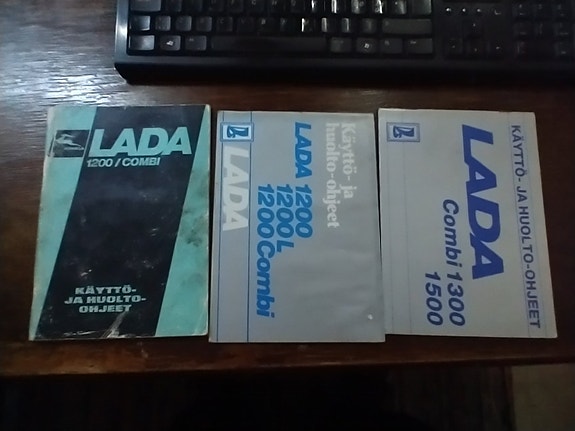 LADA
1200 / COMBI
KÄYTTÖ-
JA HUOLTO-
OHJEET
Käyttö- ja
huolto-ohjeet
LADA 1200
1200 L
1200 Combi
LADA
KÄYTTÖ- JA HUOLTO-OHJEET
LADA
Combi 1300
1500